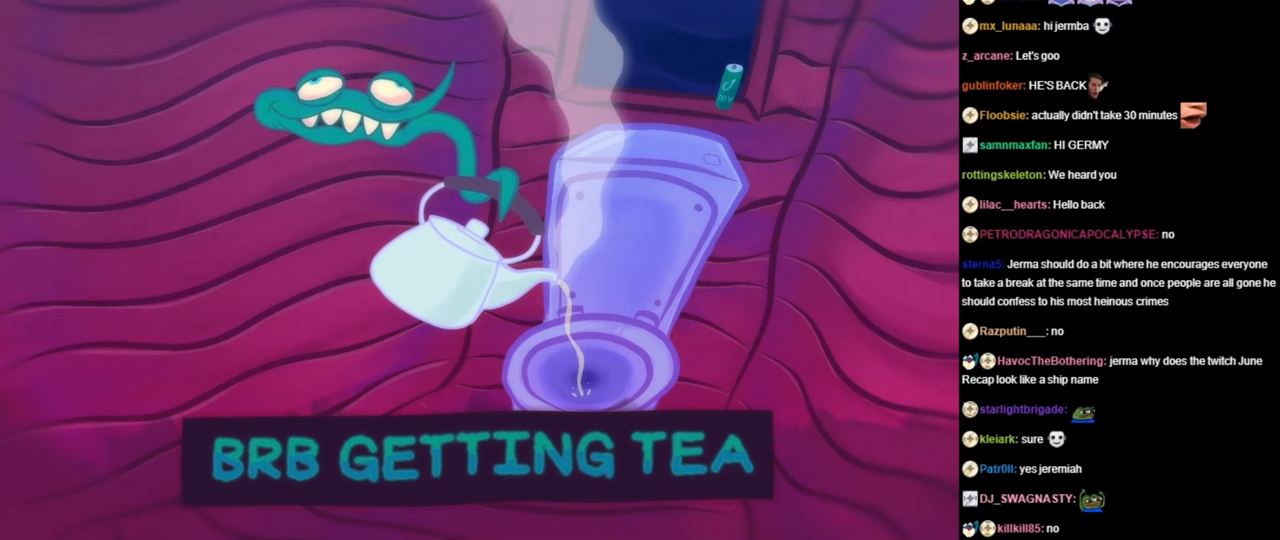 BRB GETTING TEA
mx_lunaaa: hi jermba
z_arcane: Let's goo
gublinfoker: HE'S BACK
Floobsie: actually didn't take 30 minutes
samnmaxfan: HI GERMY
rottingskeleton: We heard you
lilac__hearts: Hello back
PETRODRAGONICAPOCALYPSE: no
sterna5: Jerma should do a bit where he encourages everyone
to take a break at the same time and once people are all gone he
should confess to his most heinous crimes
Razputin___: no
HavocTheBothering: jerma why does the twitch June
Recap look like a ship name
starlightbrigade:
kleiark: sure
Patr0ll: yes jeremiah
DJ_SWAGNASTY:
killkill85: no